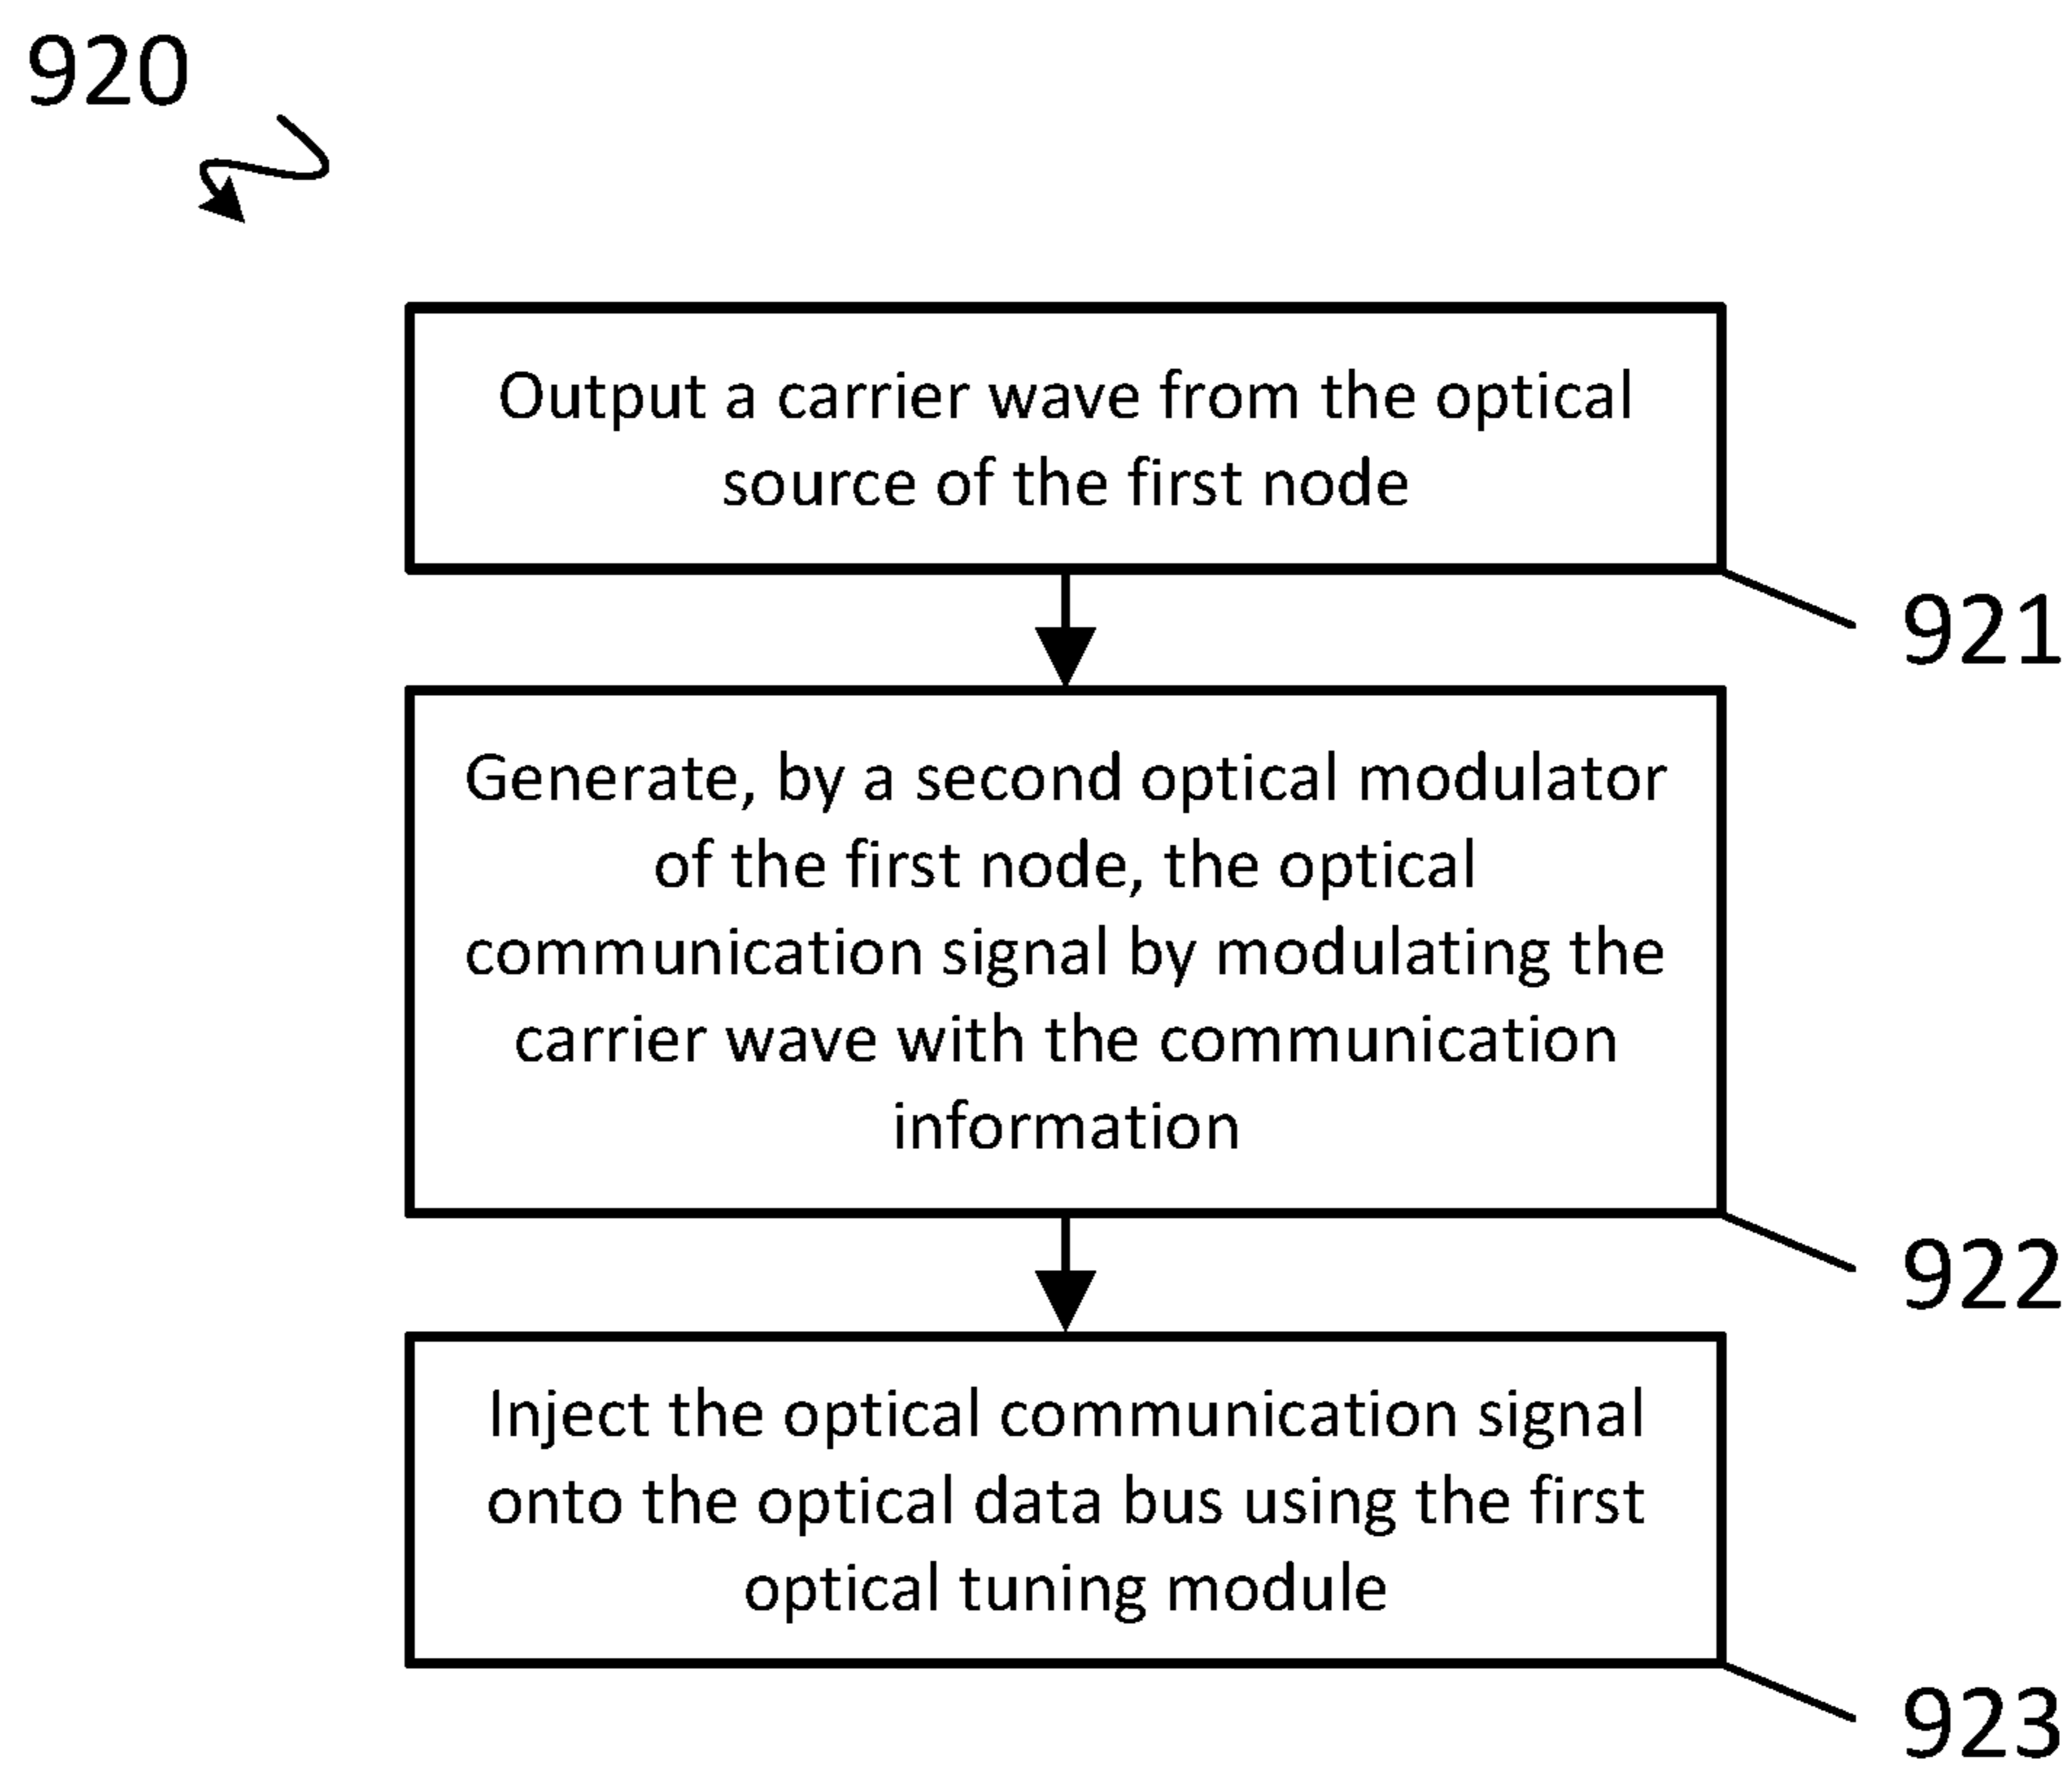 920
Output a carrier wave from the optical
source of the first node
921
Generate, by a second optical modulator
of the first node, the optical
communication signal by modulating the
carrier wave with the communication
information
922
Inject the optical communication signal
onto the optical data bus using the first
optical tuning module
923